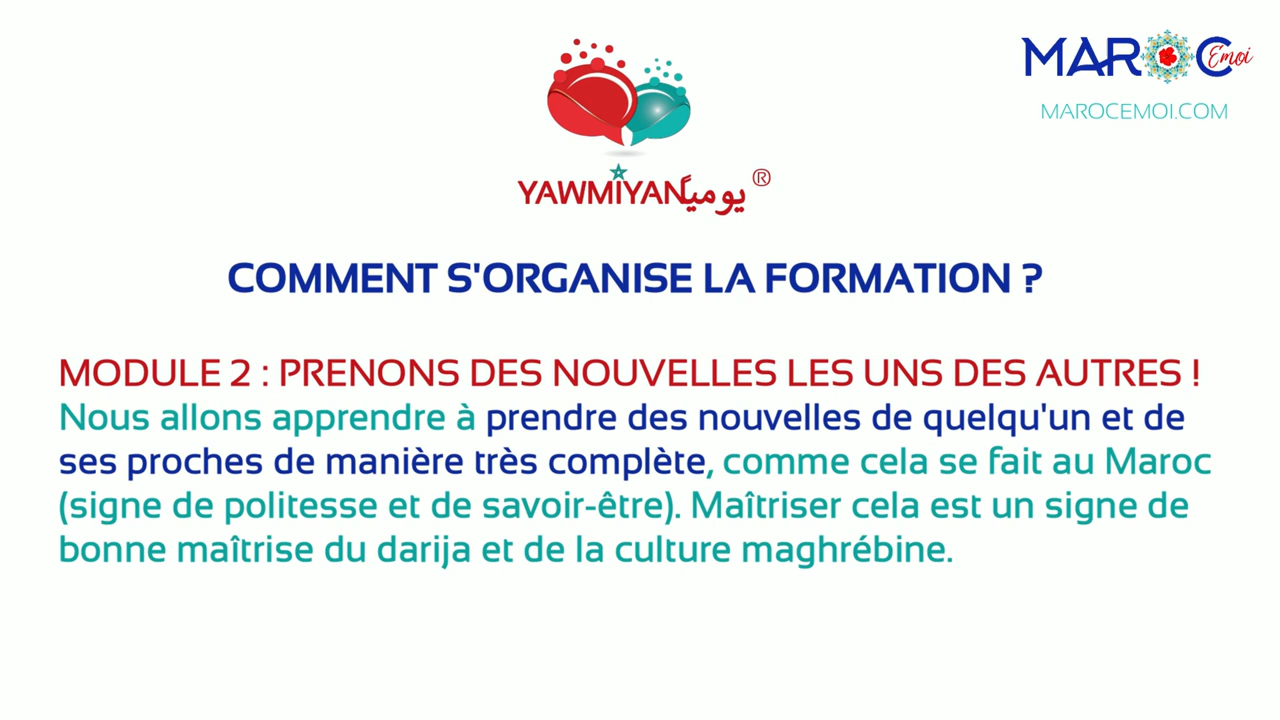 MAROC
Emoi
MAROCEMOI.COM
YAWMIYAN يوميا ®
COMMENT S'ORGANISE LA FORMATION ?
MODULE 2 : PRENONS DES NOUVELLES LES UNS DES AUTRES !
Nous allons apprendre à prendre des nouvelles de quelqu'un et de
ses proches de manière très complète, comme cela se fait au Maroc
(signe de politesse et de savoir-être). Maîtriser cela est un signe de
bonne maîtrise du darija et de la culture maghrébine.